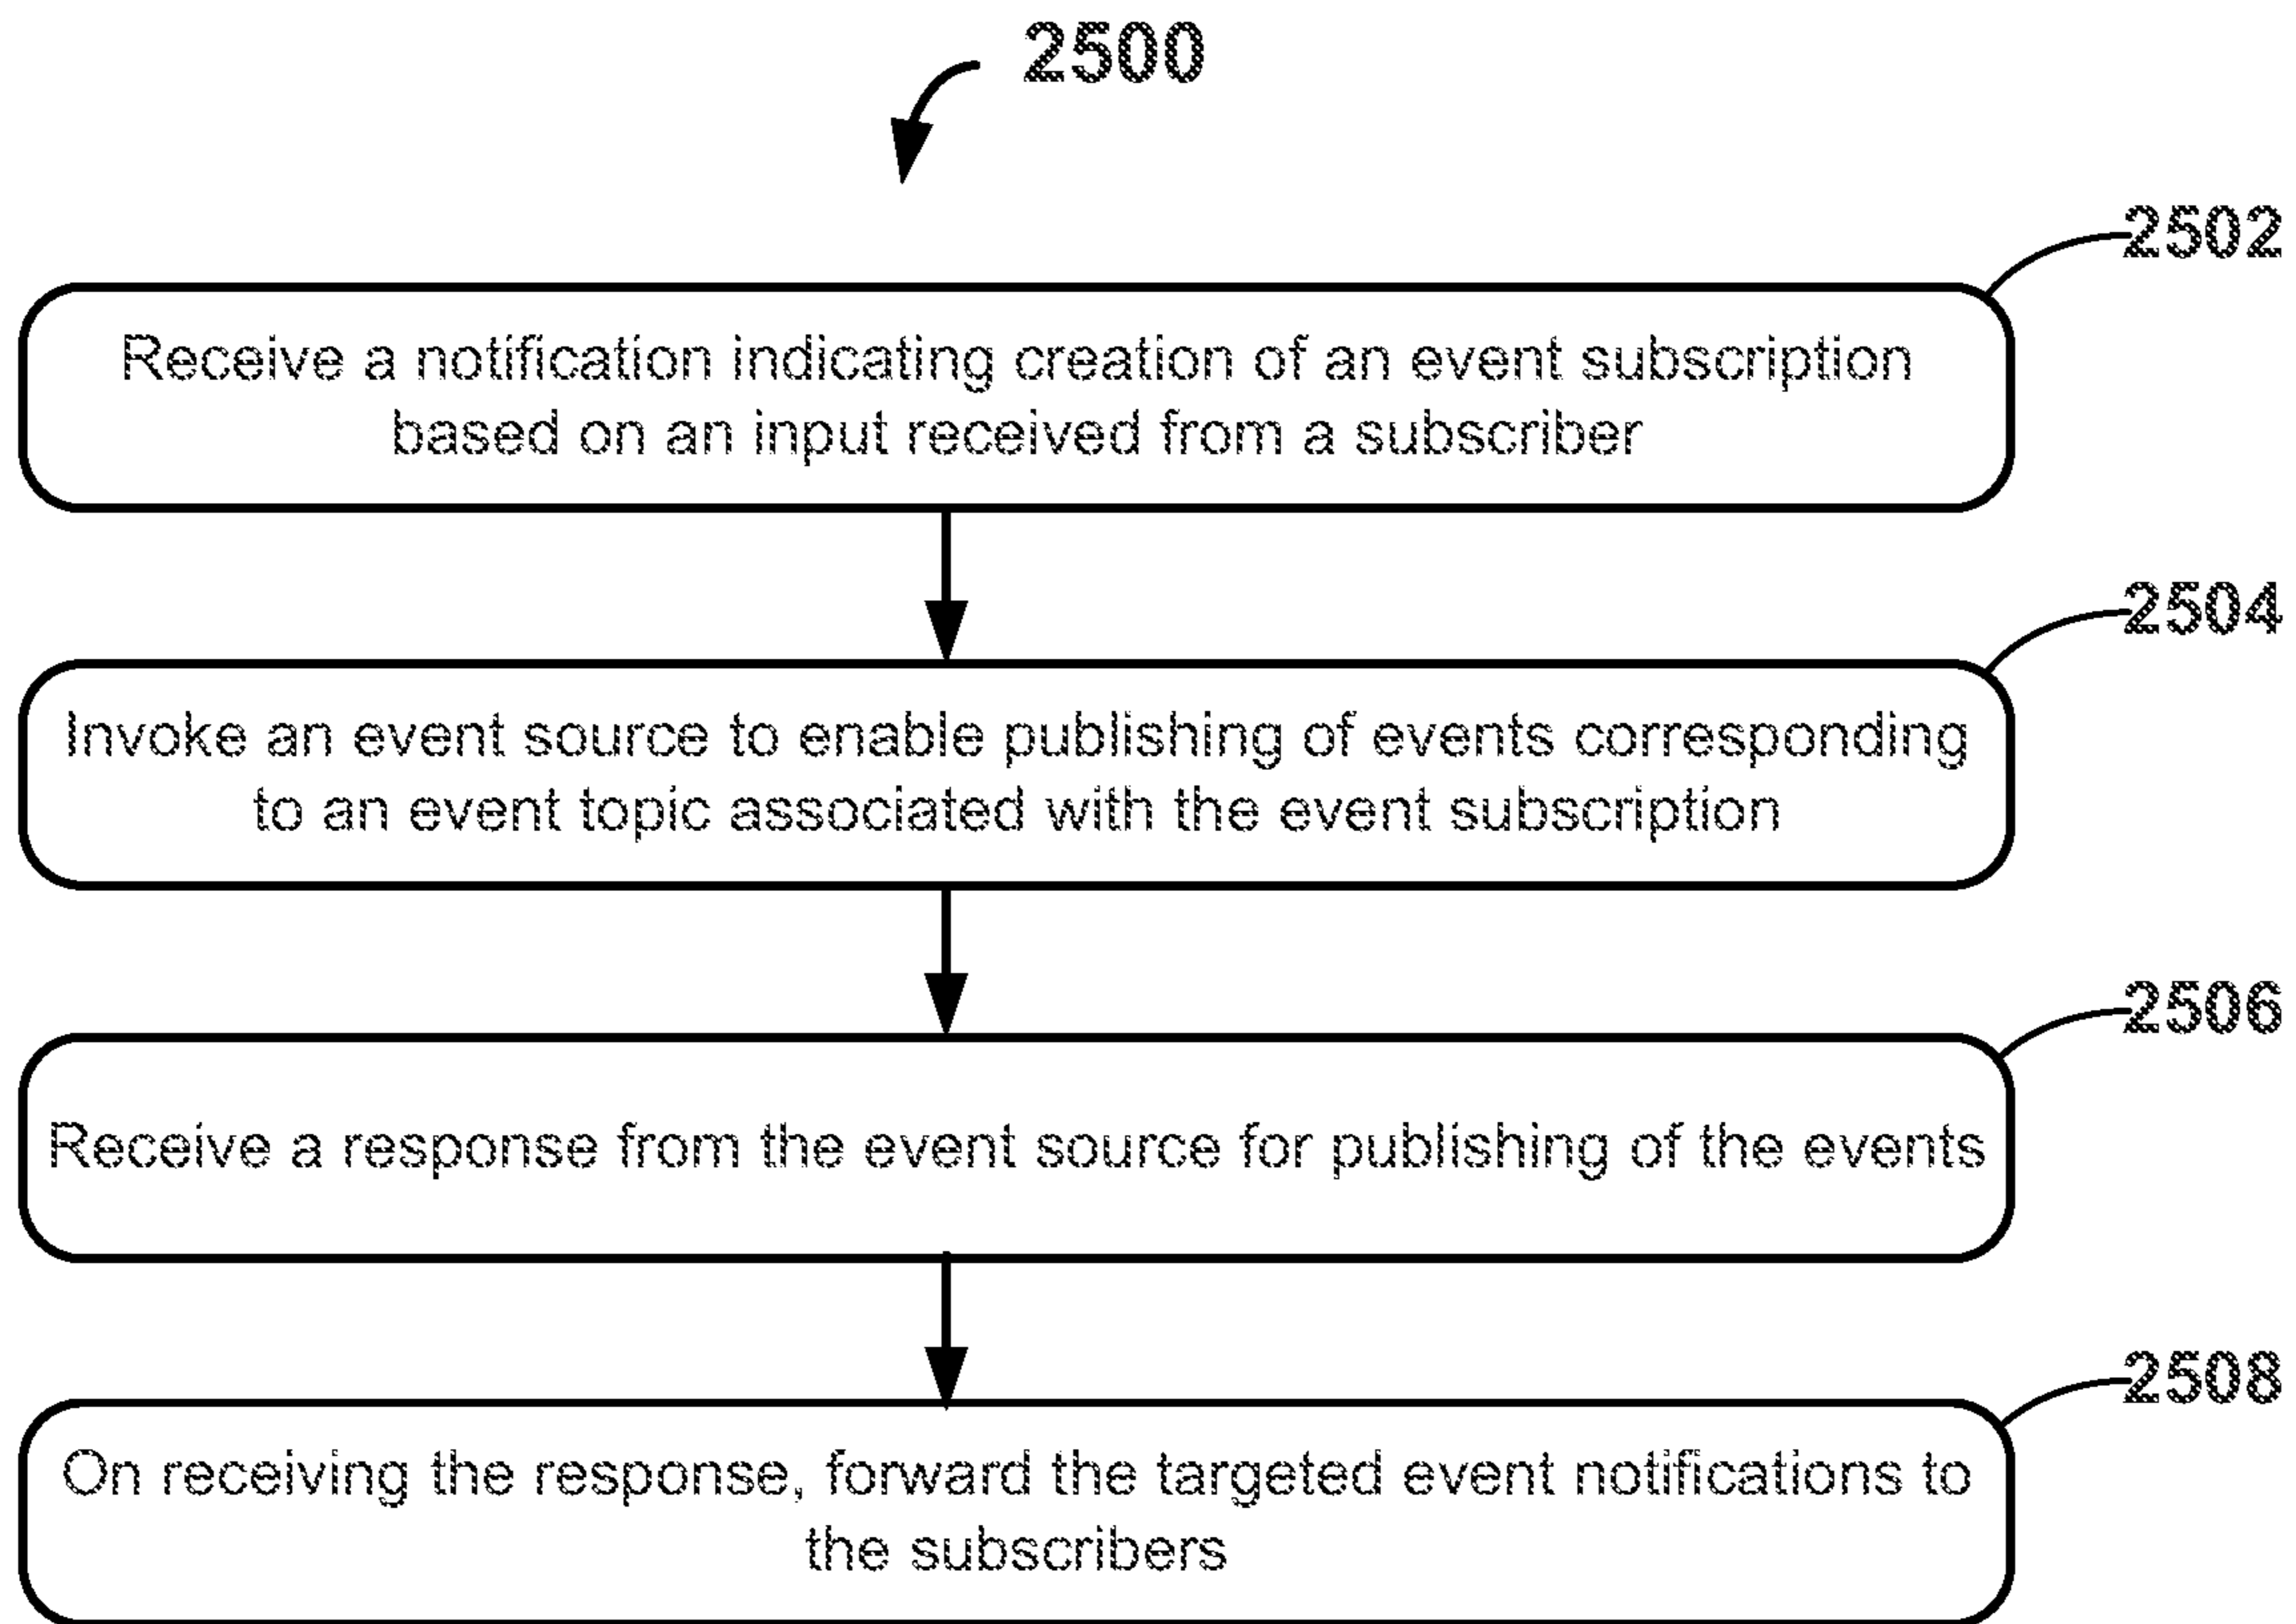 2500
2502
Receive a notification indicating creation of an event subscription
based on an input received from a subscriber
2504
Invoke an event source to enable publishing of events corresponding
to an event topic associated with the event subscription
2506
Receive a response from the event source for publishing of the events
2508
On receiving the response, forward the targeted event notifications to
the subscribers